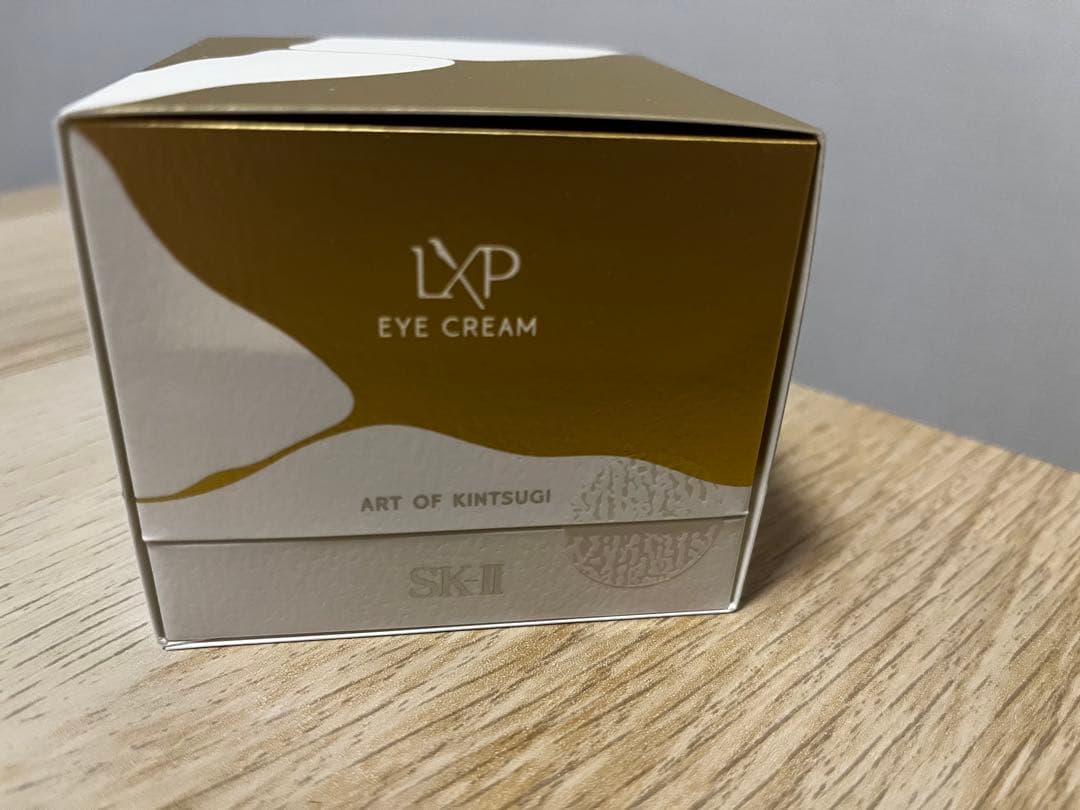 LXP
EYE CREAM
ART OF KINTSUGI
SK-II